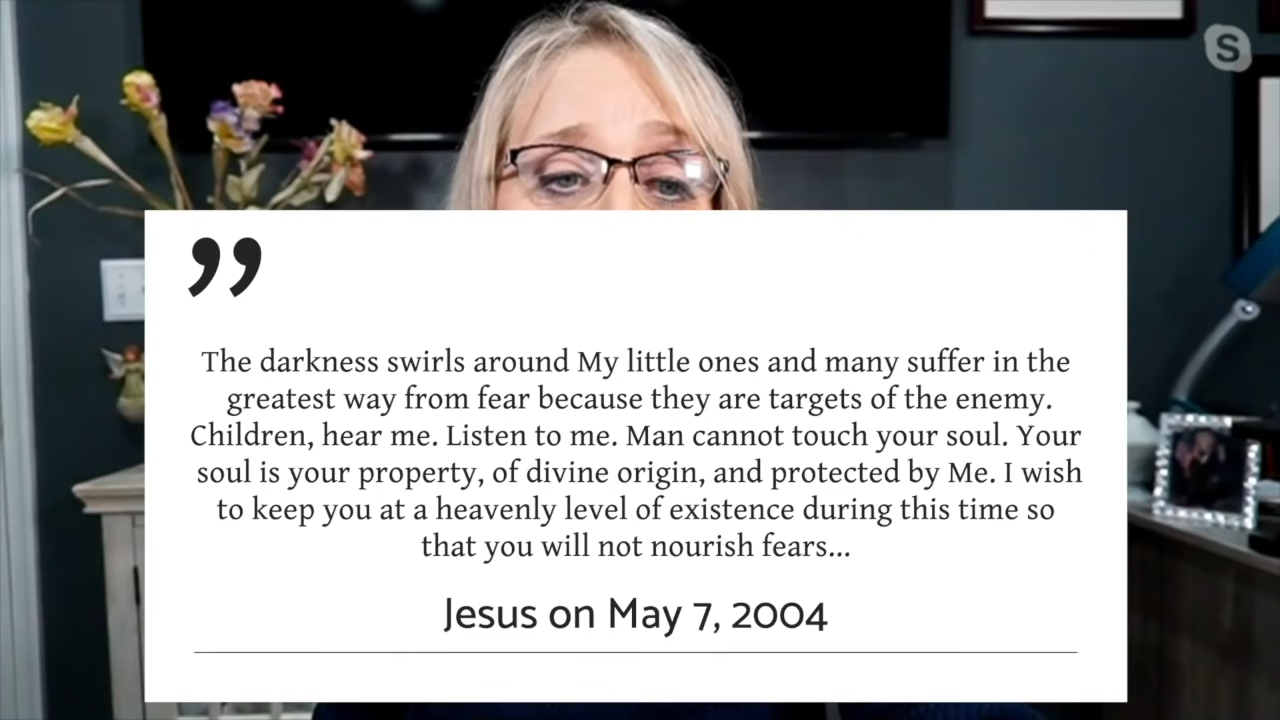 S
”
The darkness swirls around My little ones and many suffer in the
greatest way from fear because they are targets of the enemy.
Children, hear me. Listen to me. Man cannot touch your soul. Your
soul is your property, of divine origin, and protected by Me. I wish
to keep you at a heavenly level of existence during this time so
that you will not nourish fears...
Jesus on May 7, 2004